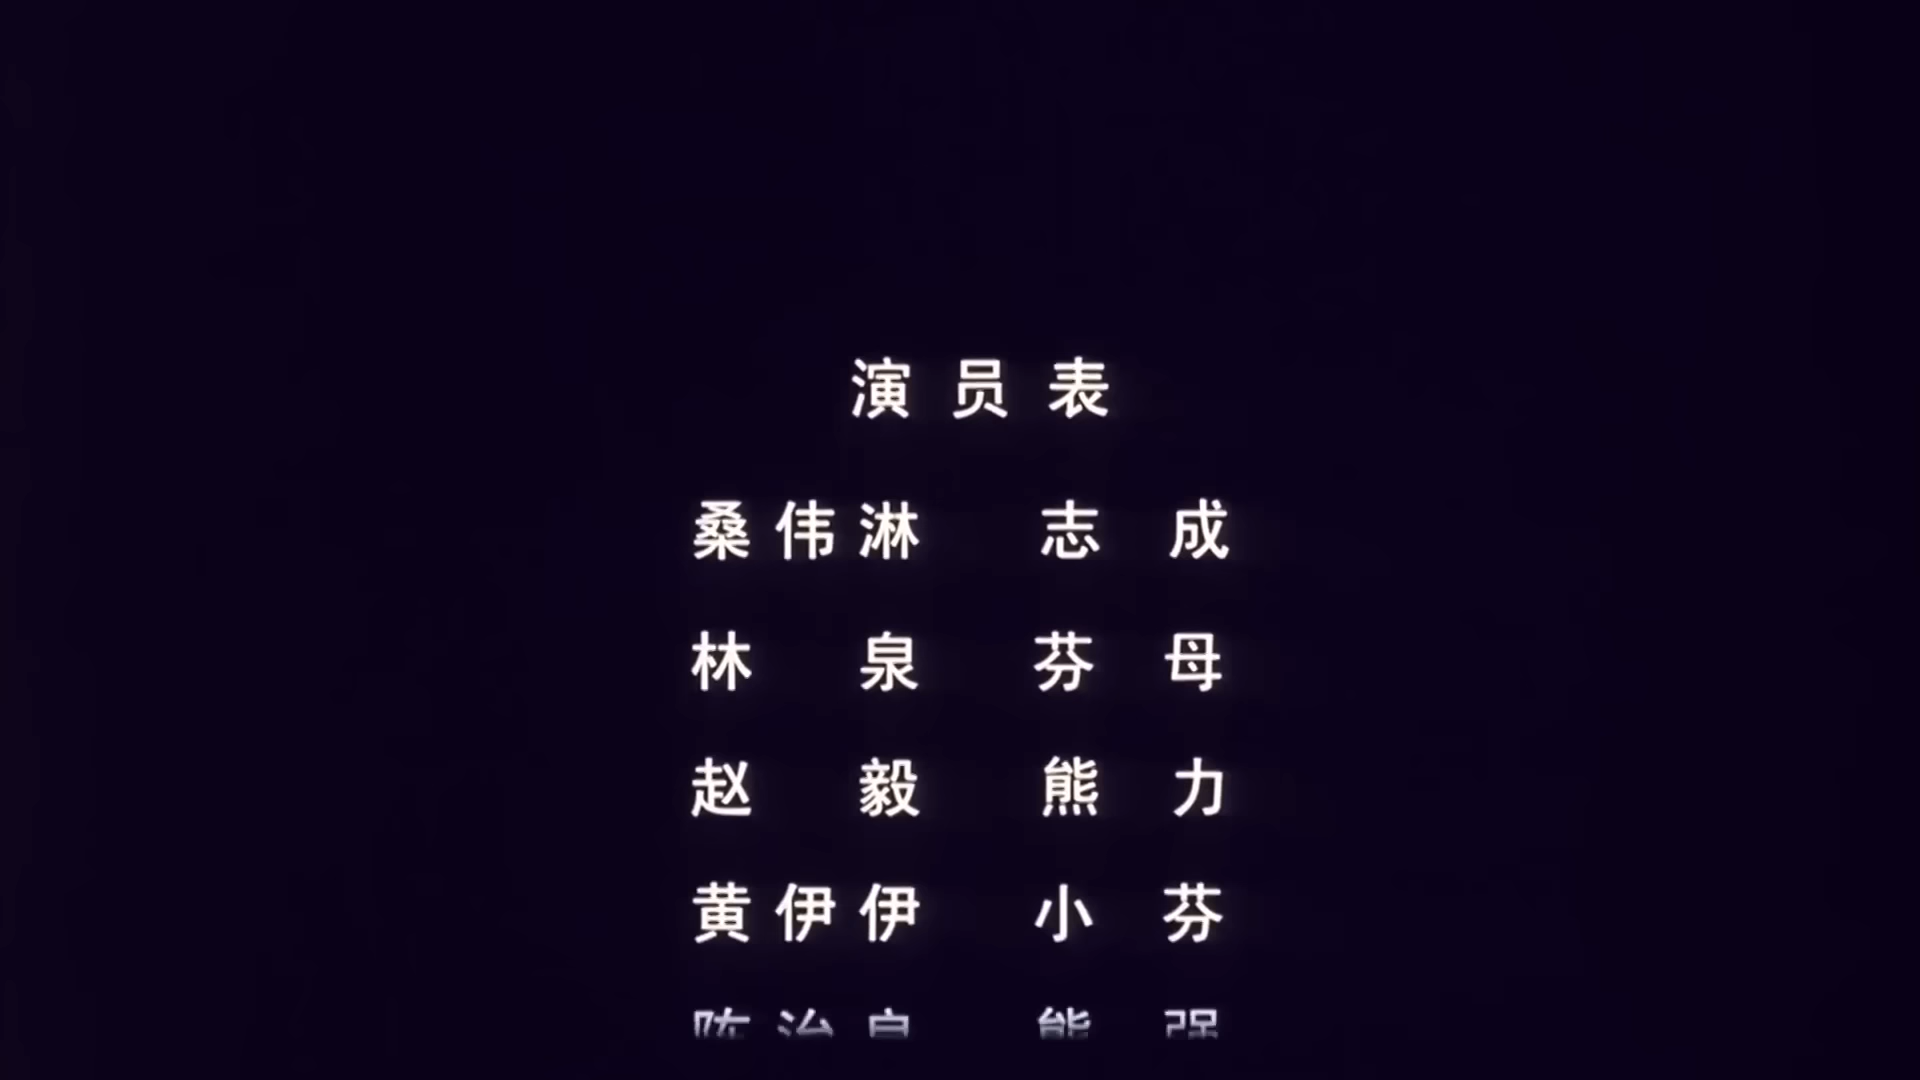 演员表
桑伟淋 志成
林泉 芬母
赵毅 熊力
黄伊伊 小芬